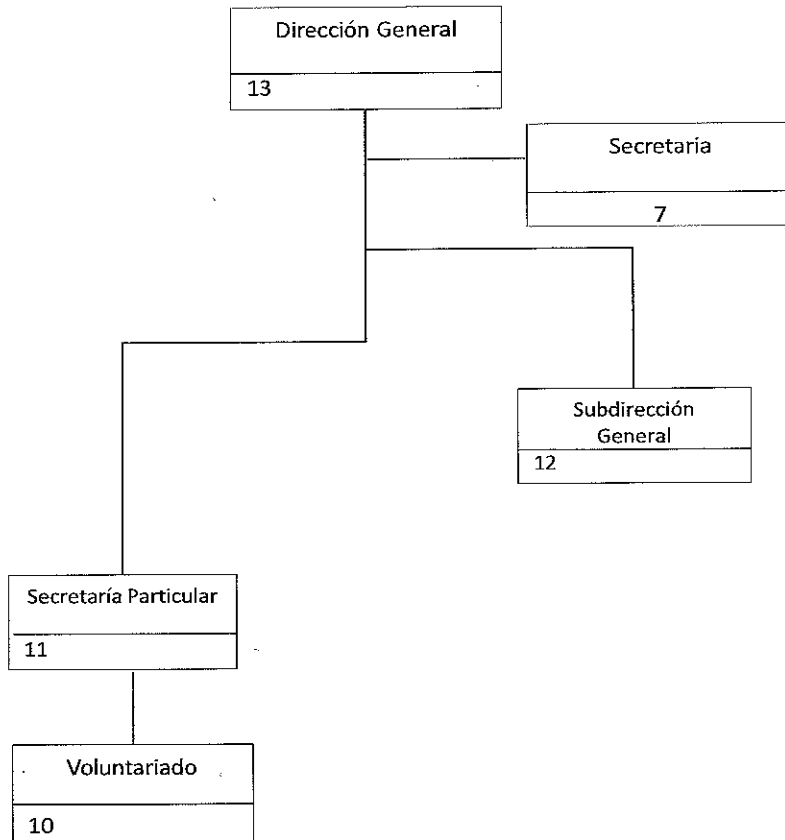 Dirección General
13
Secretaria
7
Subdirección
General
12
Secretaría Particular
11
Voluntariado
10